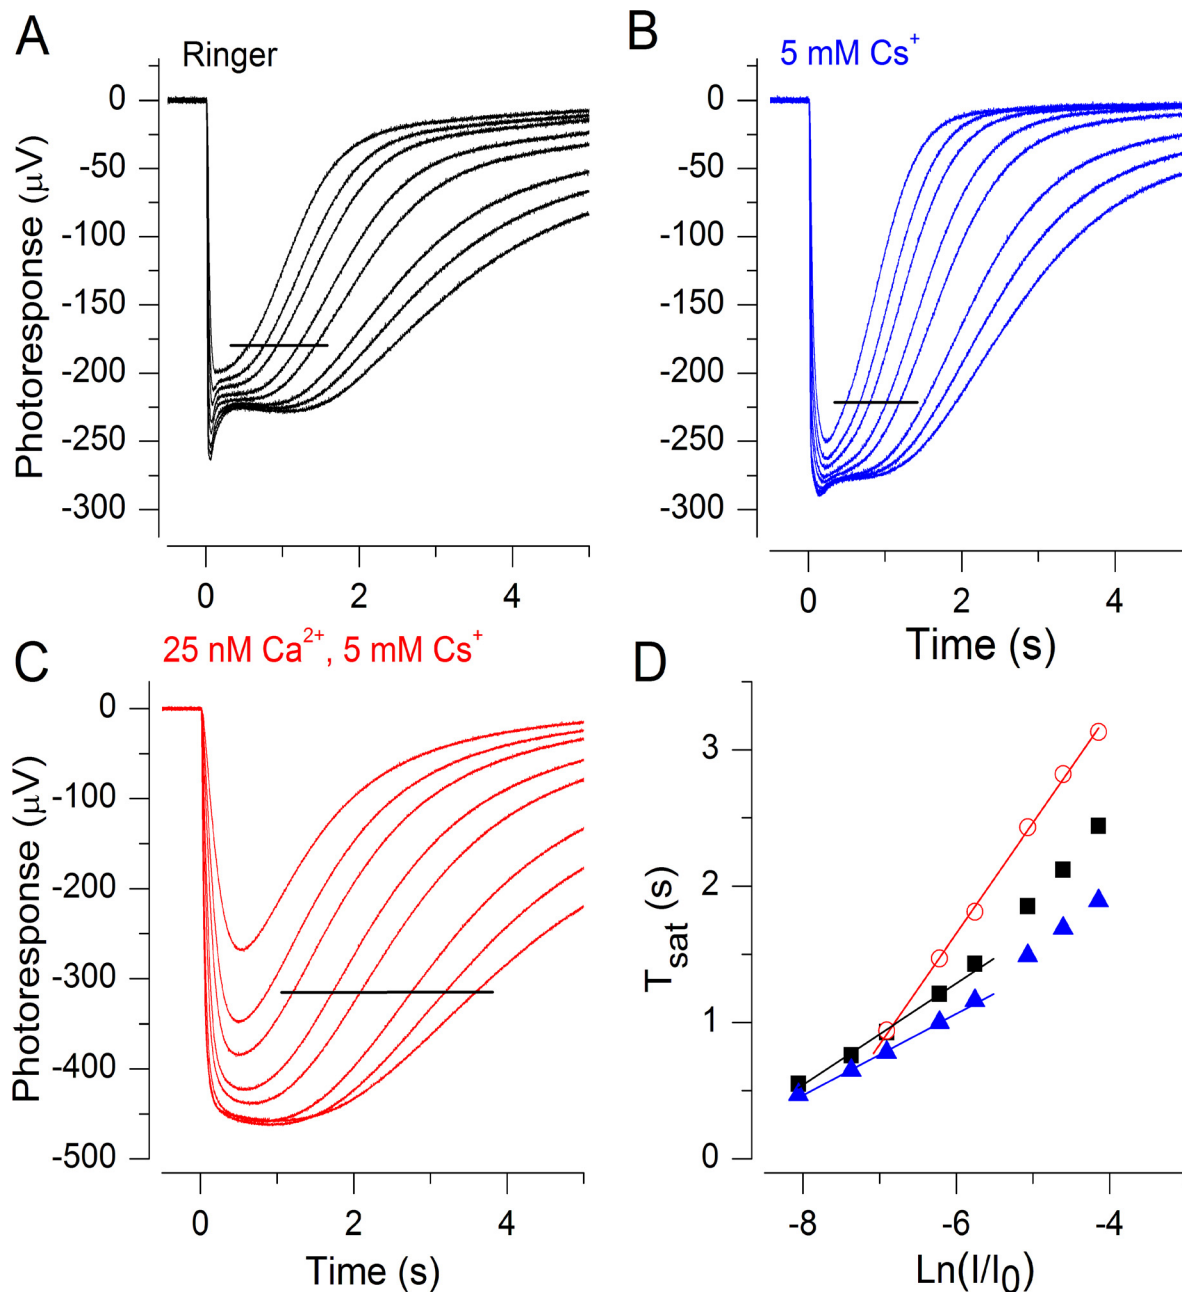 A
Ringer
0
-50
-100
-150
-200
-250
-300
Photoresponse (μV)
0 2 4
B
5 mM Cs⁺
0
-50
-100
-150
-200
-250
-300
0 2 4
Time (s)
C
25 nM Ca²⁺, 5 mM Cs⁺
0
-100
-200
-300
-400
-500
Photoresponse (μV)
0 2 4
Time (s)
D
3
2
1
0
T_sat (s)
-8 -6 -4
Ln(I/I₀)